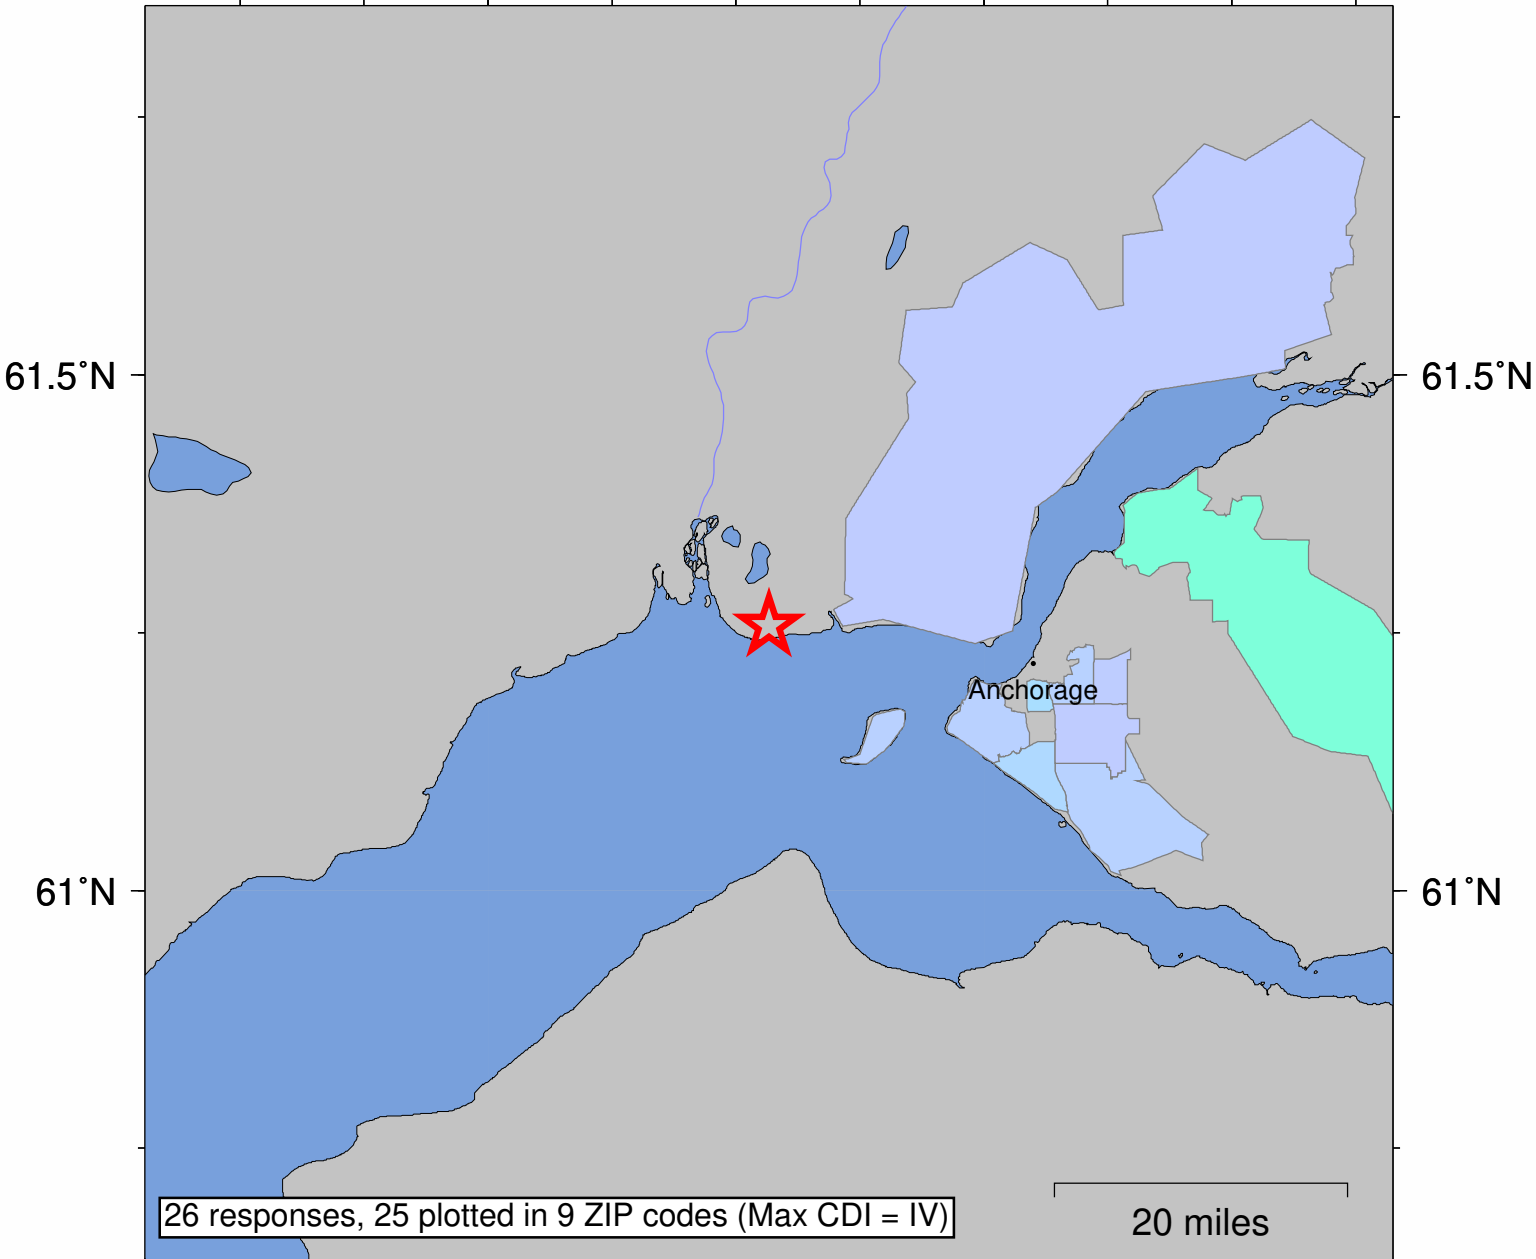 61.5˚N 61.5˚N
Anchorage
61˚N 61˚N
26 responses, 25 plotted in 9 ZIP codes (Max CDI = IV)
20 miles